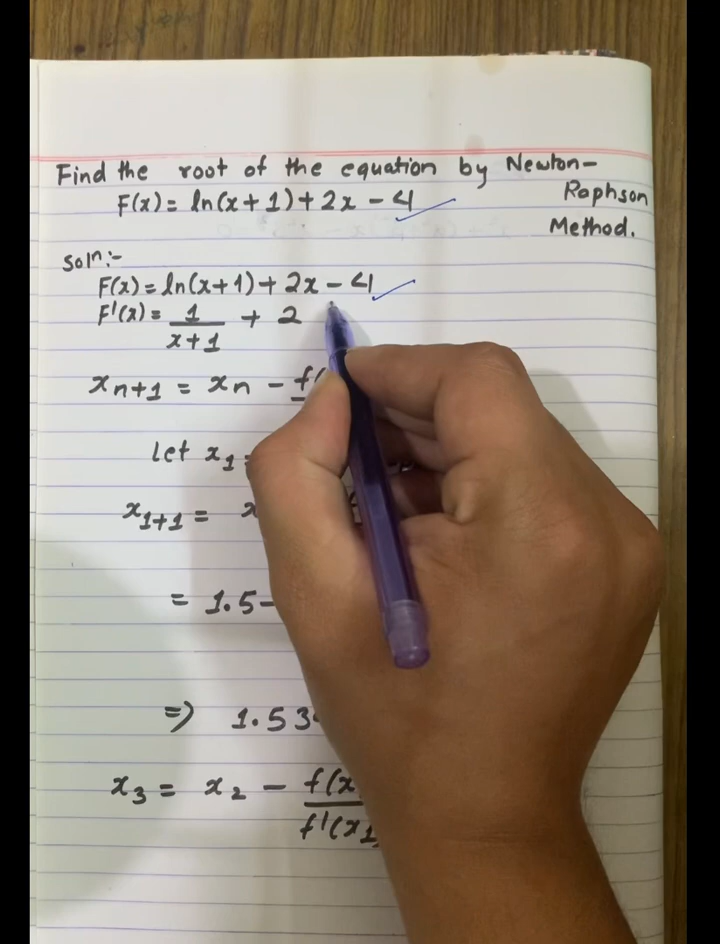 Find the root of the equation by Newton-
F(x) = ln(x+1)+2x-4 Raphson
Method.
Solⁿ:-
F(x) = ln(x+1)+2x-4
F'(x) = 1/(x+1) + 2
xn+1 = xn - f(
Let x1
x1+1 = x
= 1.5-
=) 1.53
x3 = x2 - f(x / f'(x1